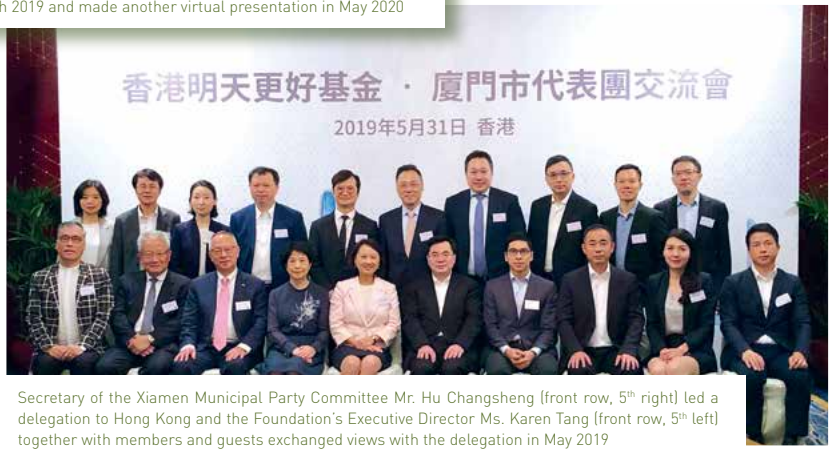 h 2019 and made another virtual presentation in May 2020
香港明天更好基金 · 廈門市代表團交流會
2019年5月31日 香港
Secretary of the Xiamen Municipal Party Committee Mr. Hu Changsheng (front row, 5th right) led a
delegation to Hong Kong and the Foundation's Executive Director Ms. Karen Tang (front row, 5th left)
together with members and guests exchanged views with the delegation in May 2019